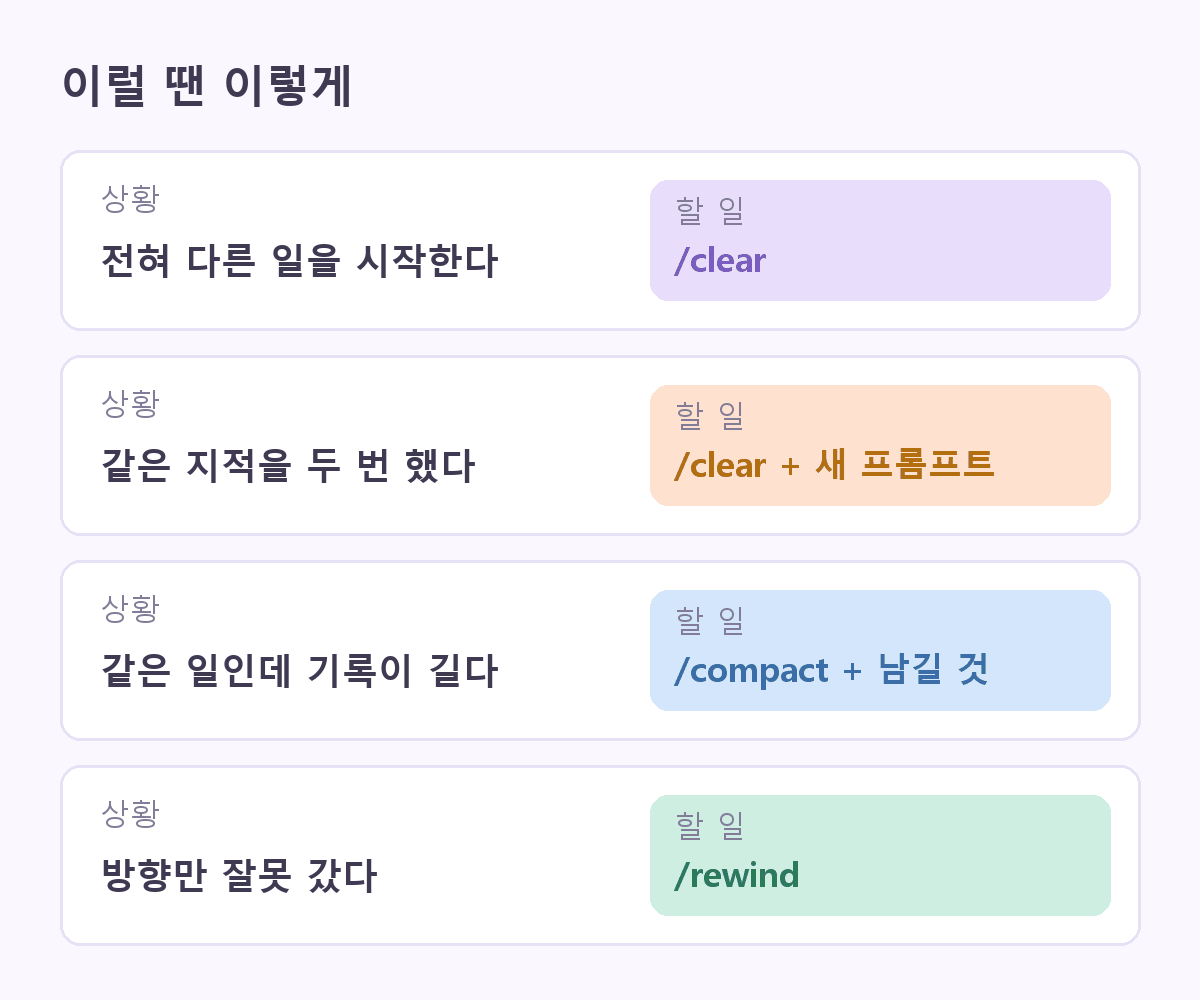 이럴 땐 이렇게
상황
전혀 다른 일을 시작한다
할 일
/clear
상황
같은 지적을 두 번 했다
할 일
/clear + 새 프롬프트
상황
같은 일인데 기록이 길다
할 일
/compact + 남길 것
상황
방향만 잘못 갔다
할 일
/rewind